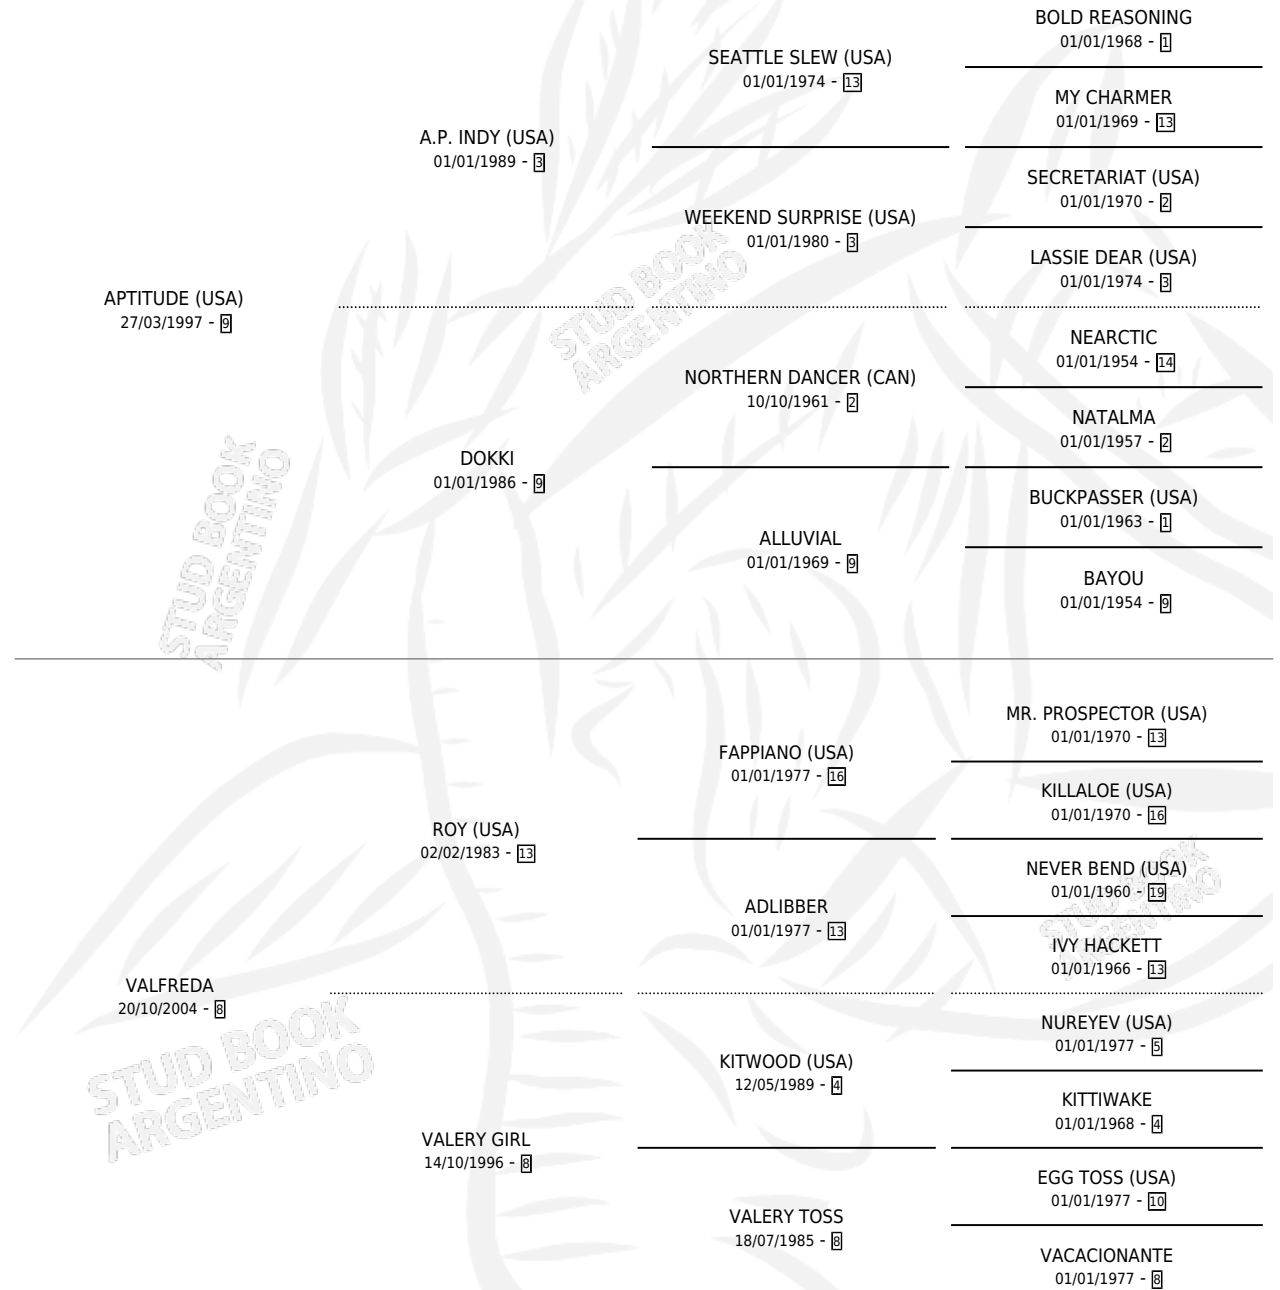 BOLD REASONING
01/01/1968 - 1
SEATTLE SLEW (USA)
01/01/1974 - 13
MY CHARMER
01/01/1969 - 13
A.P. INDY (USA)
01/01/1989 - 3
SECRETARIAT (USA)
01/01/1970 - 2
WEEKEND SURPRISE (USA)
01/01/1980 - 3
LASSIE DEAR (USA)
01/01/1974 - 3
APTITUDE (USA)
27/03/1997 - 9
NEARCTIC
01/01/1954 - 14
NORTHERN DANCER (CAN)
10/10/1961 - 2
NATALMA
01/01/1957 - 2
DOKKI
01/01/1986 - 9
BUCKPASSER (USA)
01/01/1963 - 1
ALLUVIAL
01/01/1969 - 9
BAYOU
01/01/1954 - 9
MR. PROSPECTOR (USA)
01/01/1970 - 13
FAPPIANO (USA)
01/01/1977 - 16
KILLALOE (USA)
01/01/1970 - 16
ROY (USA)
02/02/1983 - 13
NEVER BEND (USA)
01/01/1960 - 19
ADLIBBER
01/01/1977 - 13
IVY HACKETT
01/01/1966 - 13
VALFREDA
20/10/2004 - 8
NUREYEV (USA)
01/01/1977 - 5
KITWOOD (USA)
12/05/1989 - 4
KITTIWAKE
01/01/1968 - 4
VALERY GIRL
14/10/1996 - 8
EGG TOSS (USA)
01/01/1977 - 10
VALERY TOSS
18/07/1985 - 8
VACACIONANTE
01/01/1977 - 8
STUD BOOK
ARGENTINO
STUD BOOK
ARGENTINO
STUD BOOK
ARGENTINO
STUD BOOK
ARGENTINO